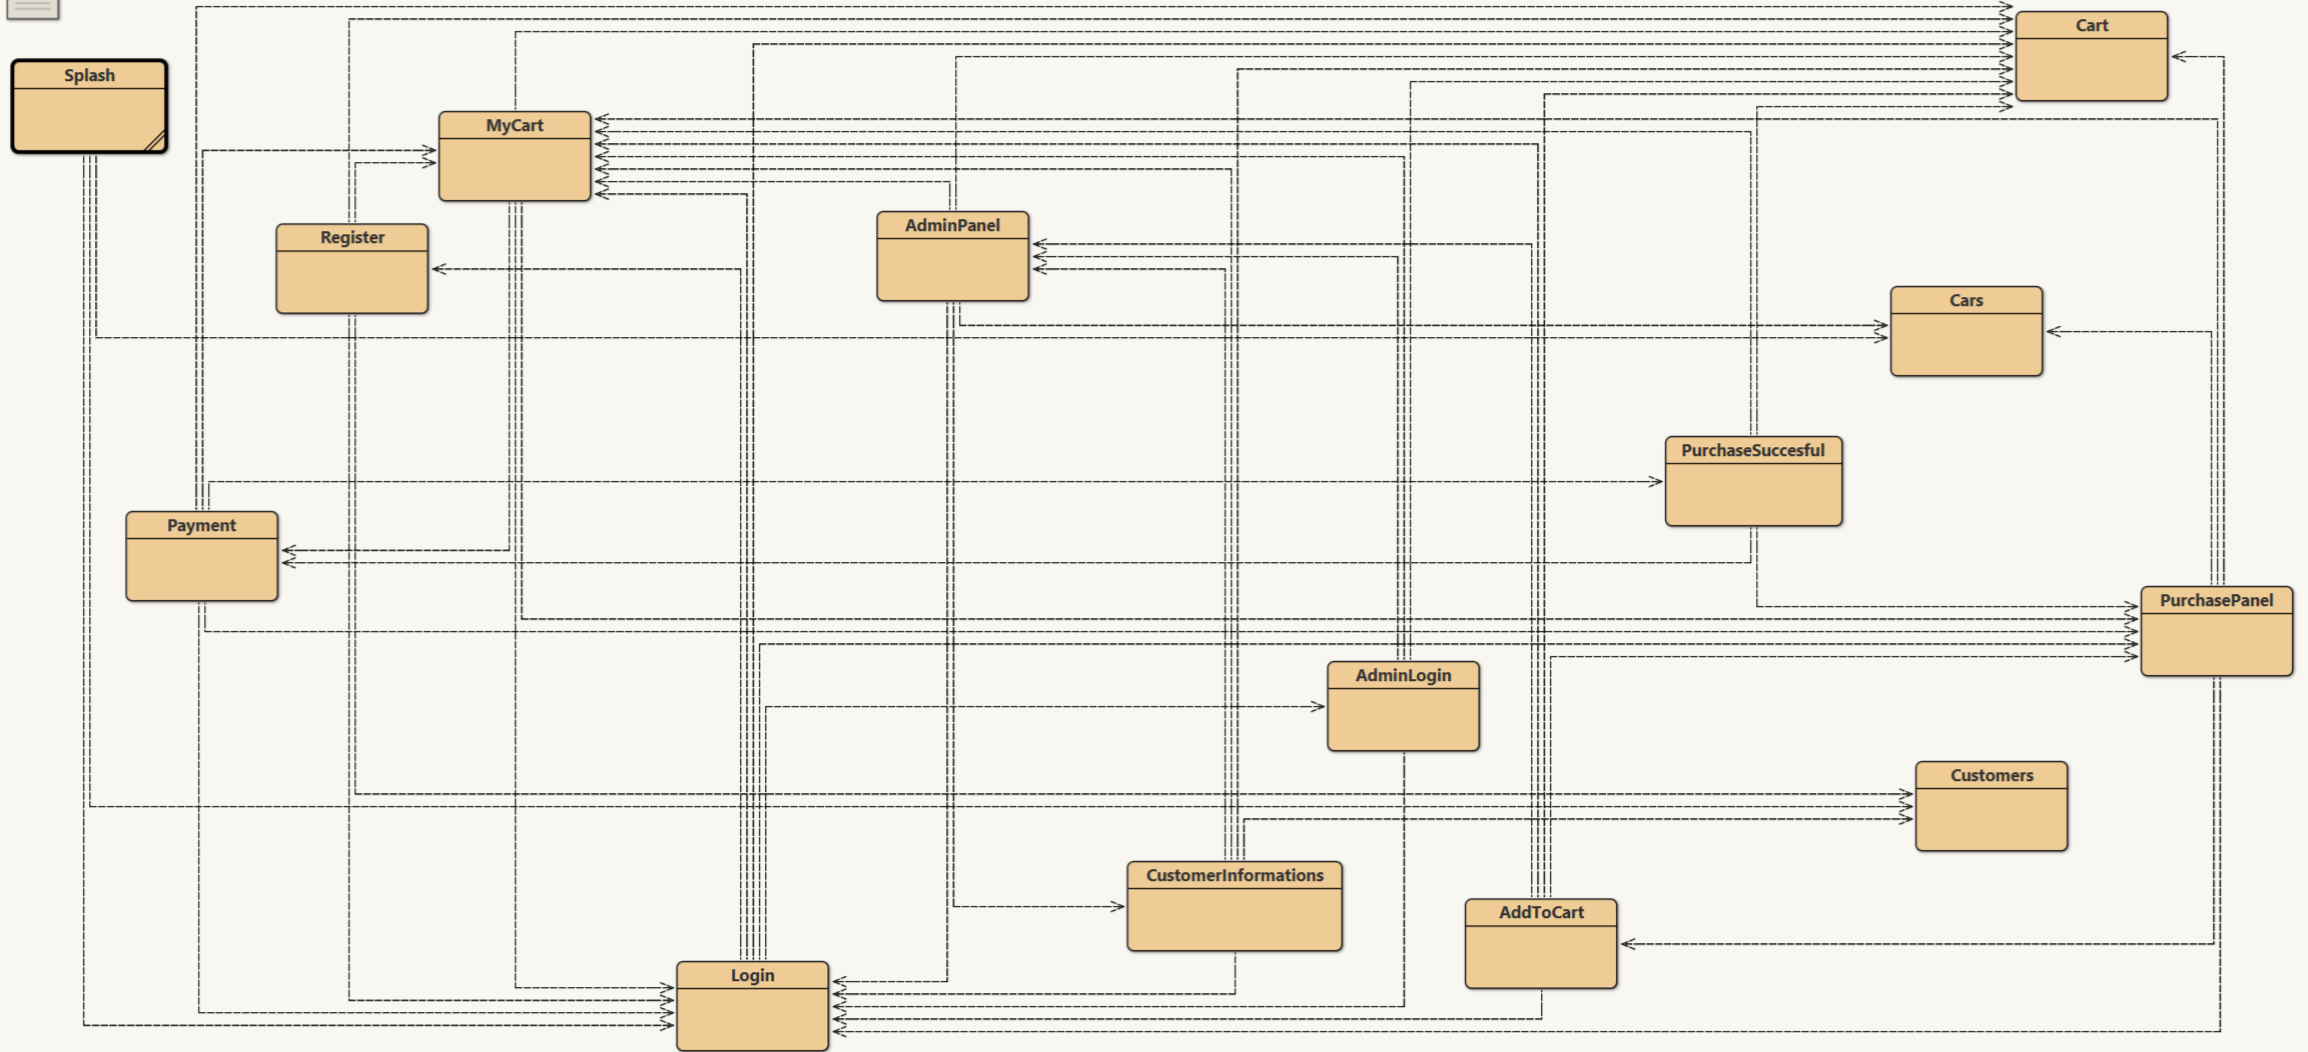 Cart
Splash
MyCart
AdminPanel
Register
Cars
PurchaseSuccesful
Payment
PurchasePanel
AdminLogin
Customers
CustomerInformations
AddToCart
Login